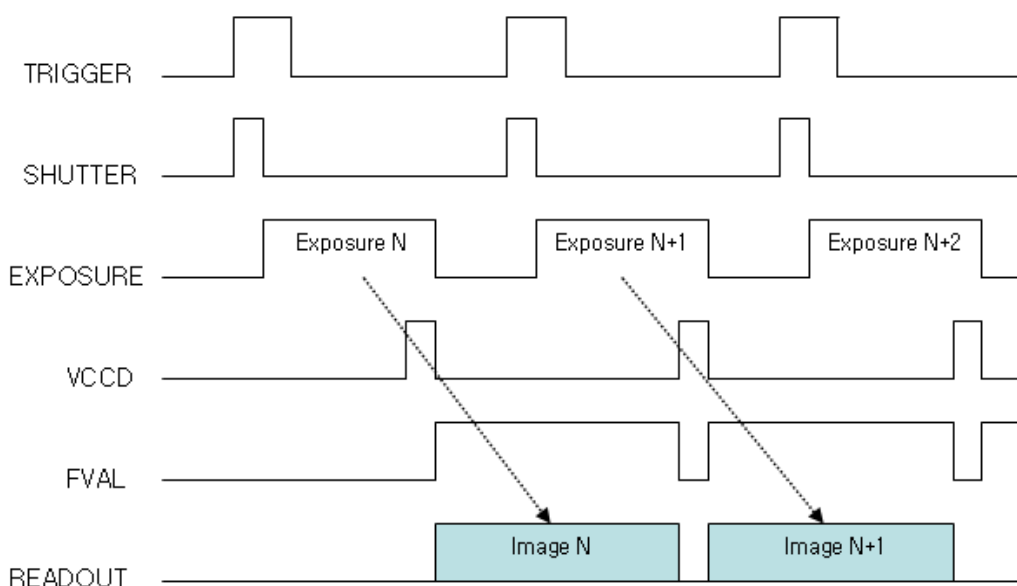 TRIGGER
SHUTTER
EXPOSURE
Exposure N
Exposure N+1
Exposure N+2
VCCD
FVAL
READOUT
Image N
Image N+1